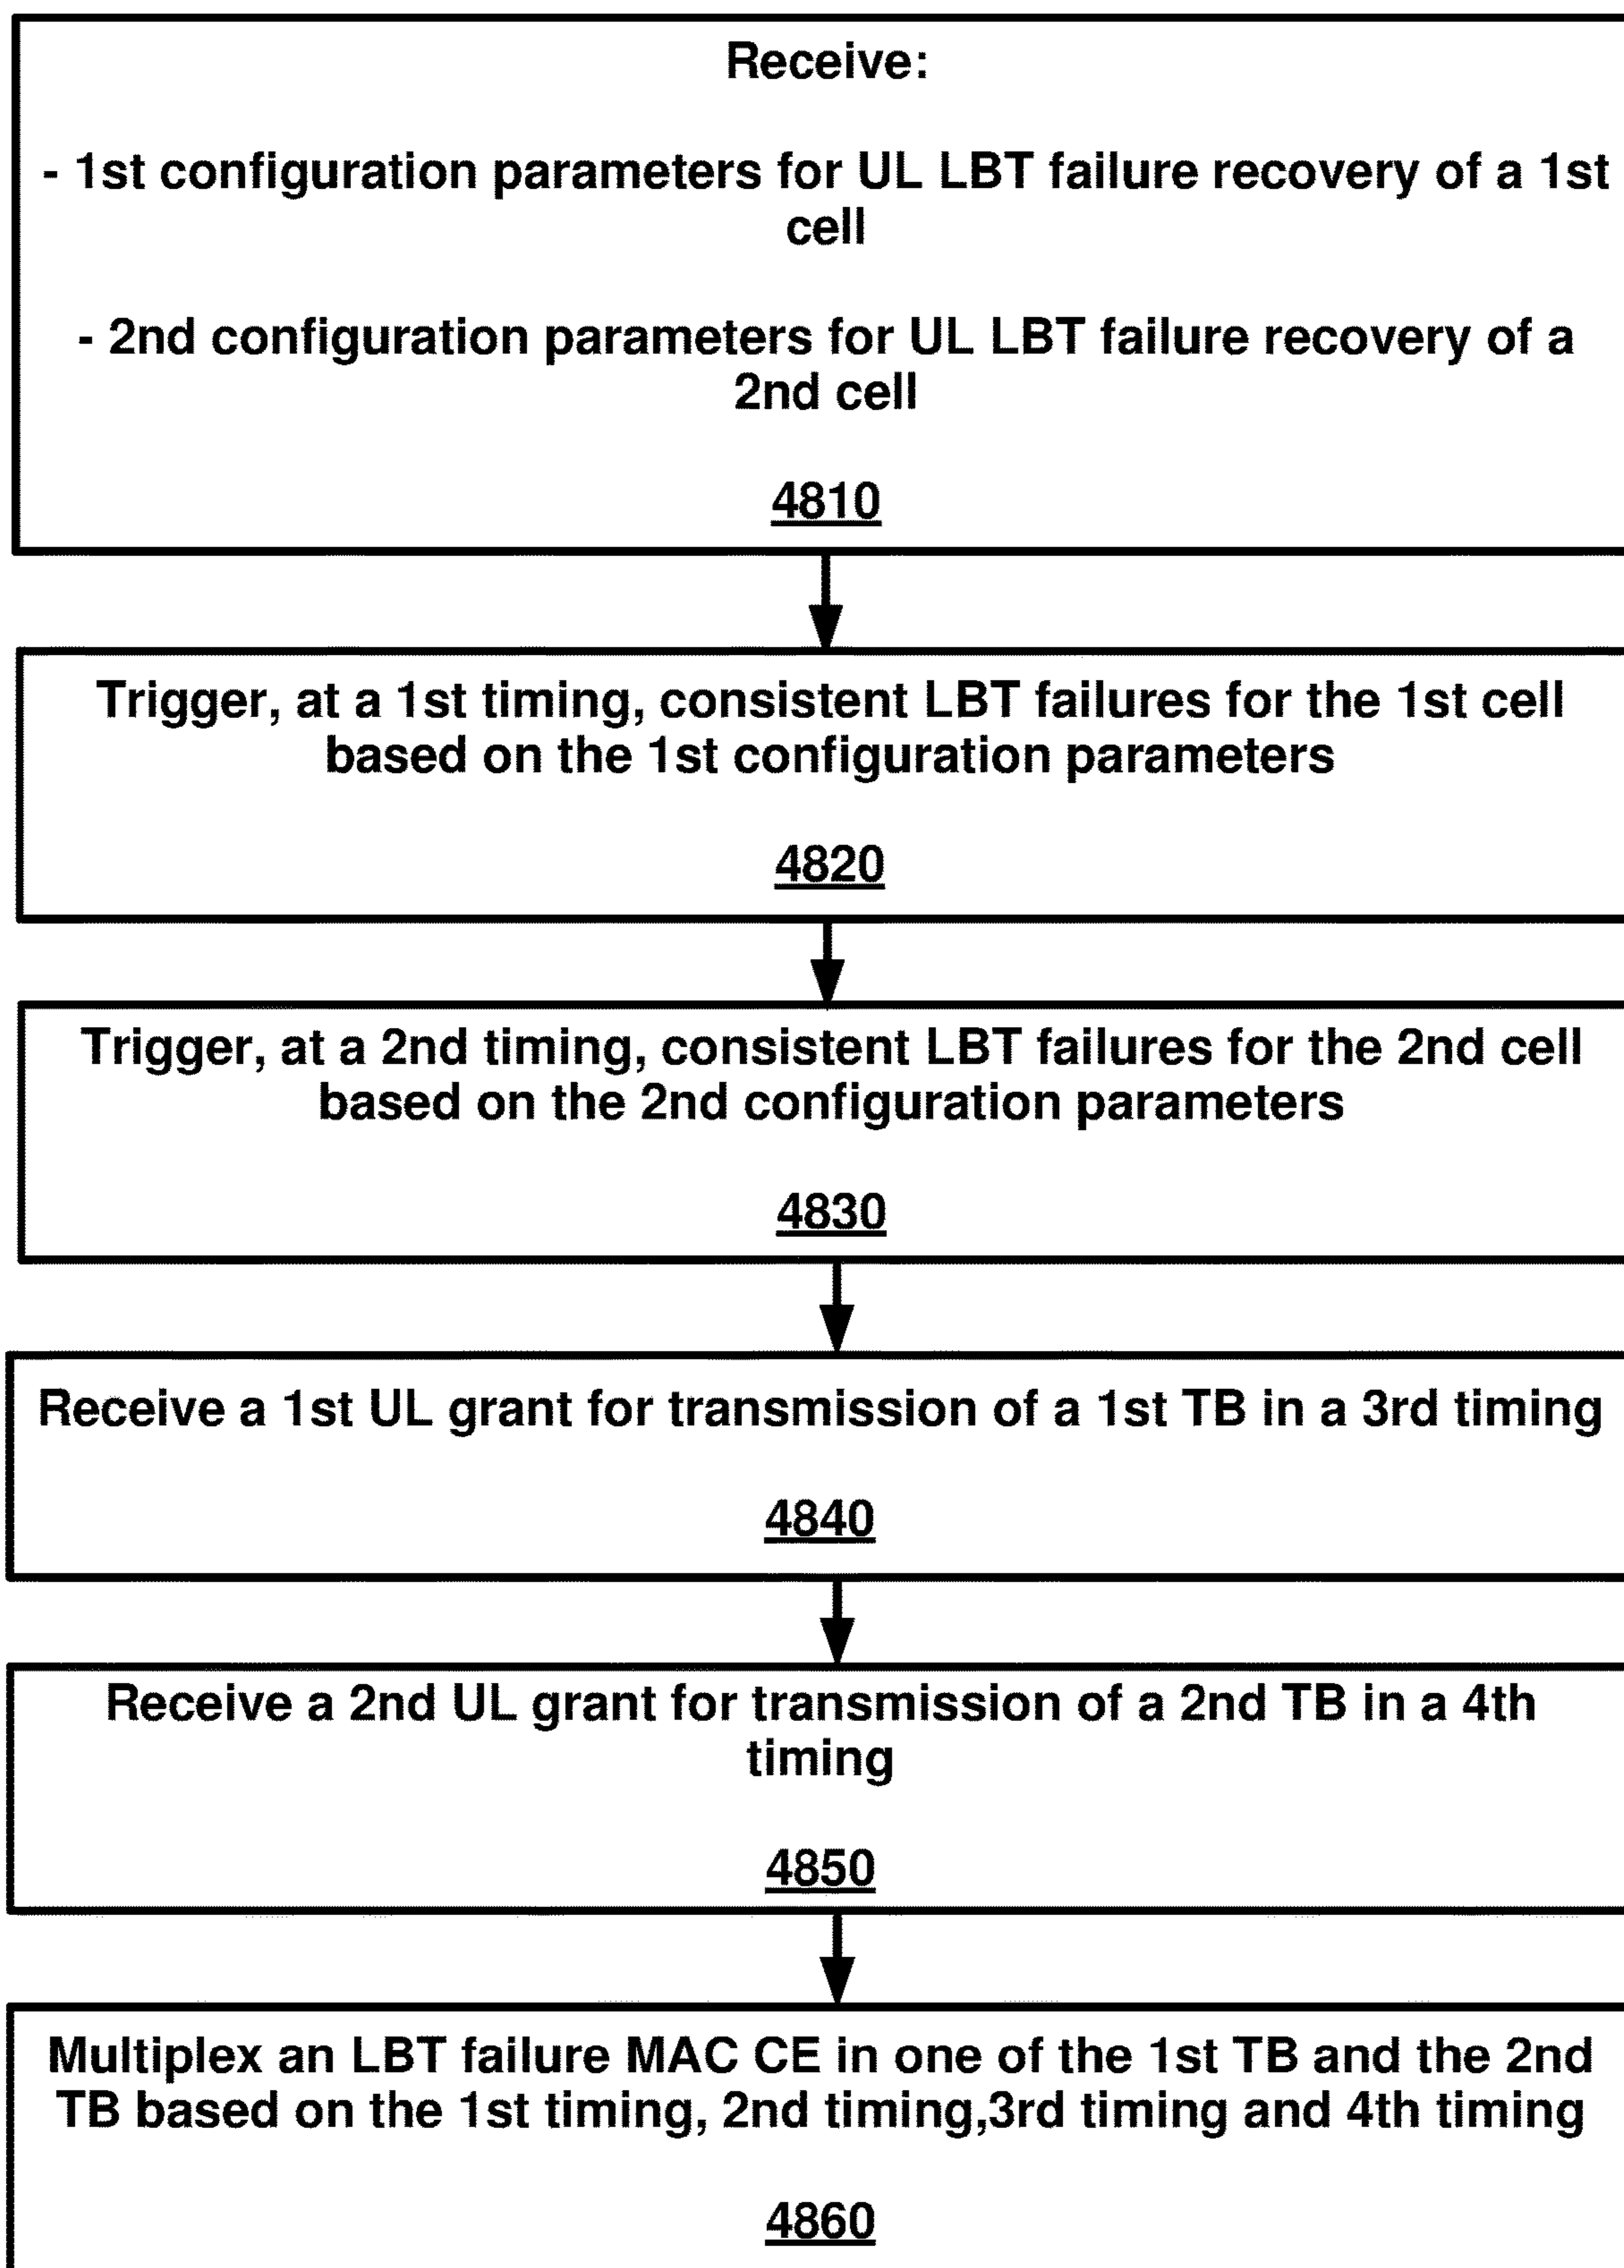 Receive:
- 1st configuration parameters for UL LBT failure recovery of a 1st
cell
- 2nd configuration parameters for UL LBT failure recovery of a
2nd cell
4810
Trigger, at a 1st timing, consistent LBT failures for the 1st cell
based on the 1st configuration parameters
4820
Trigger, at a 2nd timing, consistent LBT failures for the 2nd cell
based on the 2nd configuration parameters
4830
Receive a 1st UL grant for transmission of a 1st TB in a 3rd timing
4840
Receive a 2nd UL grant for transmission of a 2nd TB in a 4th
timing
4850
Multiplex an LBT failure MAC CE in one of the 1st TB and the 2nd
TB based on the 1st timing, 2nd timing,3rd timing and 4th timing
4860